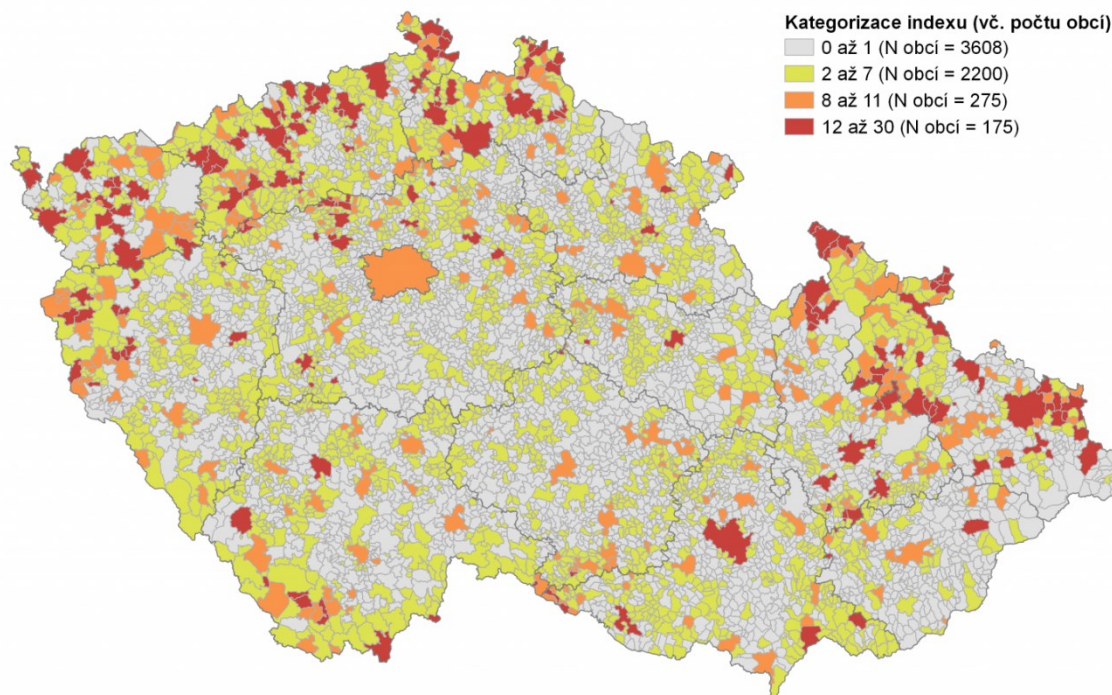 Kategorizace indexu (vč. počtu obcí)
0 až 1 (N obcí = 3608)
2 až 7 (N obcí = 2200)
8 až 11 (N obcí = 275)
12 až 30 (N obcí = 175)